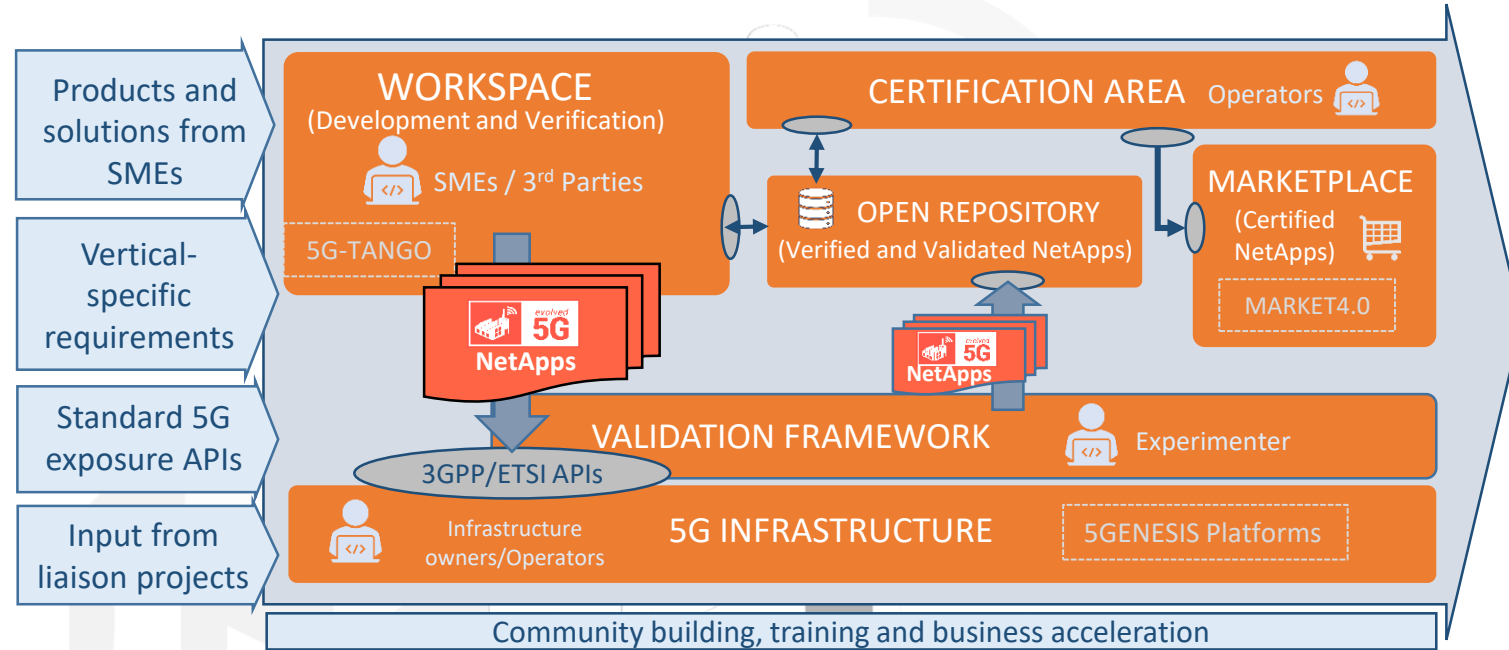 Products and
solutions from
SMEs
Vertical-
specific
requirements
Standard 5G
exposure APIs
Input from
liaison projects
WORKSPACE
(Development and Verification)
</>
SMEs / 3rd Parties
5G-TANGO
evolved
5G
NetApps
CERTIFICATION AREA Operators
</>
OPEN REPOSITORY
(Verified and Validated NetApps)
MARKETPLACE
(Certified
NetApps)
MARKET4.0
evolved
5G
NetApps
VALIDATION FRAMEWORK
</>
Experimenter
3GPP/ETSI APIs
</>
Infrastructure
owners/Operators
5G INFRASTRUCTURE
5GENESIS Platforms
Community building, training and business acceleration